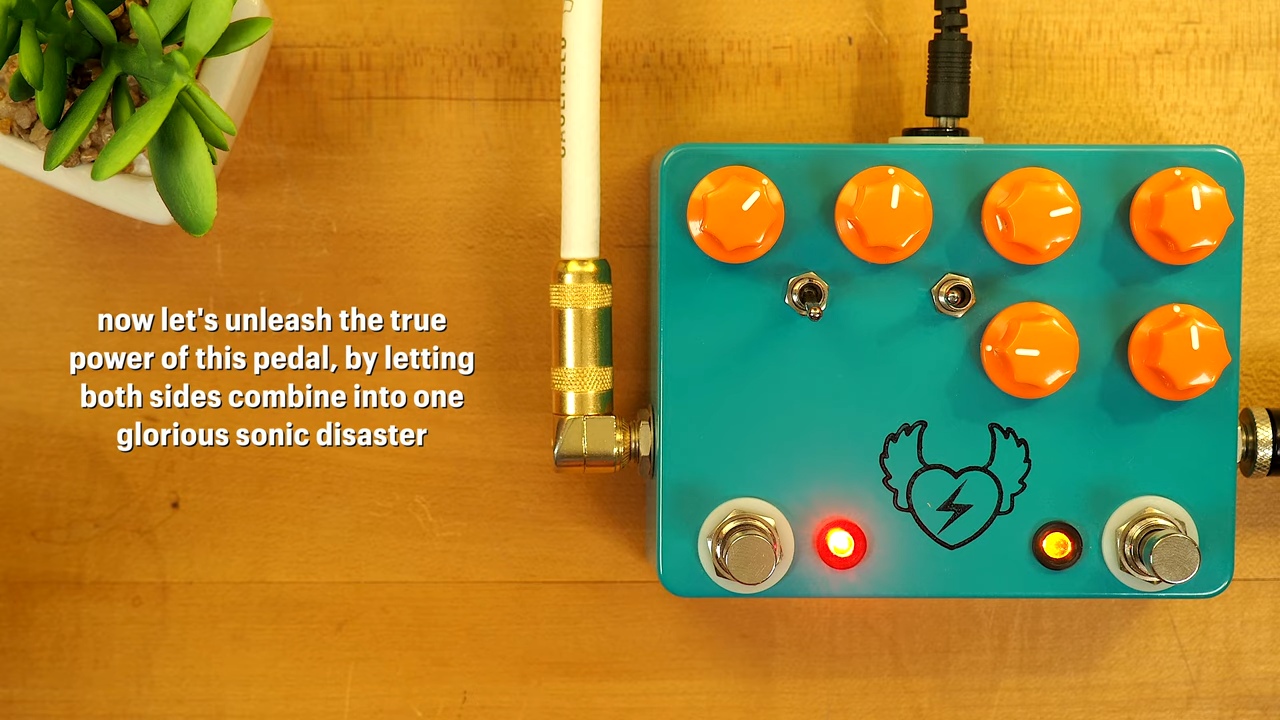 now let's unleash the true
power of this pedal, by letting
both sides combine into one
glorious sonic disaster